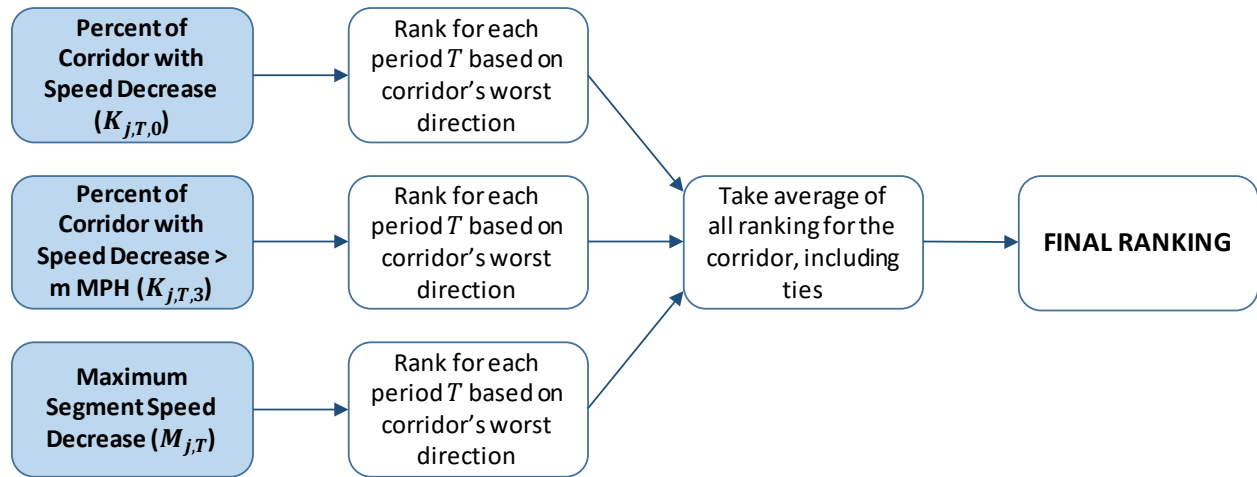 Percent of
Corridor with
Speed Decrease
(K_{j,T,0})
Rank for each
period T based on
corridor's worst
direction
Percent of
Corridor with
Speed Decrease >
m MPH (K_{j,T,3})
Rank for each
period T based on
corridor's worst
direction
Take average of
all ranking for the
corridor, including
ties
FINAL RANKING
Maximum
Segment Speed
Decrease (M_{j,T})
Rank for each
period T based on
corridor's worst
direction